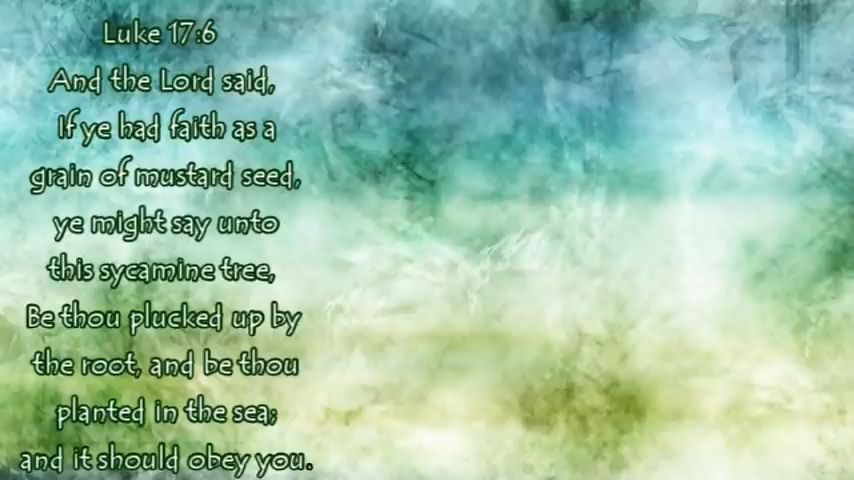 Luke 17:6
And the Lord said,
If ye had faith as a
grain of mustard seed,
ye might say unto
this sycamine tree,
Be thou plucked up by
the root, and be thou
planted in the sea;
and it should obey you.